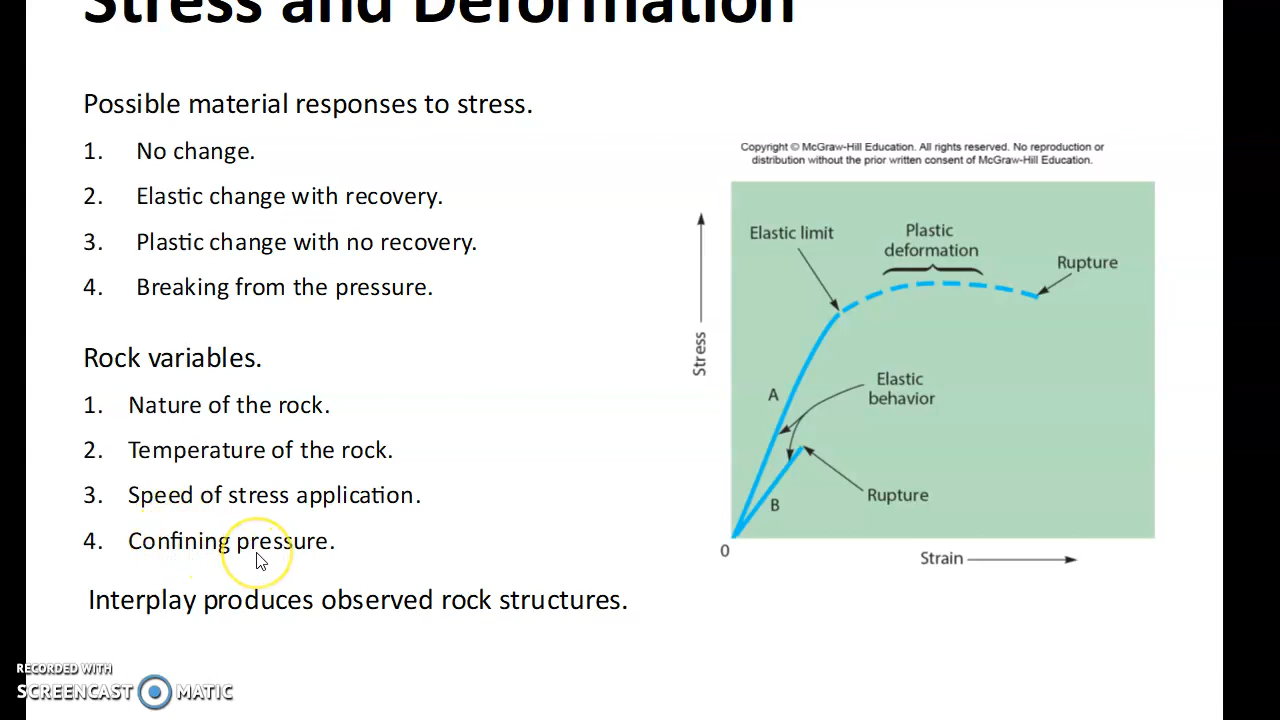 Stress and Deformation
Possible material responses to stress.
1. No change.
2. Elastic change with recovery.
3. Plastic change with no recovery.
4. Breaking from the pressure.
Rock variables.
1. Nature of the rock.
2. Temperature of the rock.
3. Speed of stress application.
4. Confining pressure.
Interplay produces observed rock structures.
Copyright © McGraw-Hill Education. All rights reserved. No reproduction or
distribution without the prior written consent of McGraw-Hill Education.
Elastic limit
Plastic
deformation
Rupture
Stress
A
Elastic
behavior
B
Rupture
0
Strain
RECORDED WITH
SCREENCAST MATIC